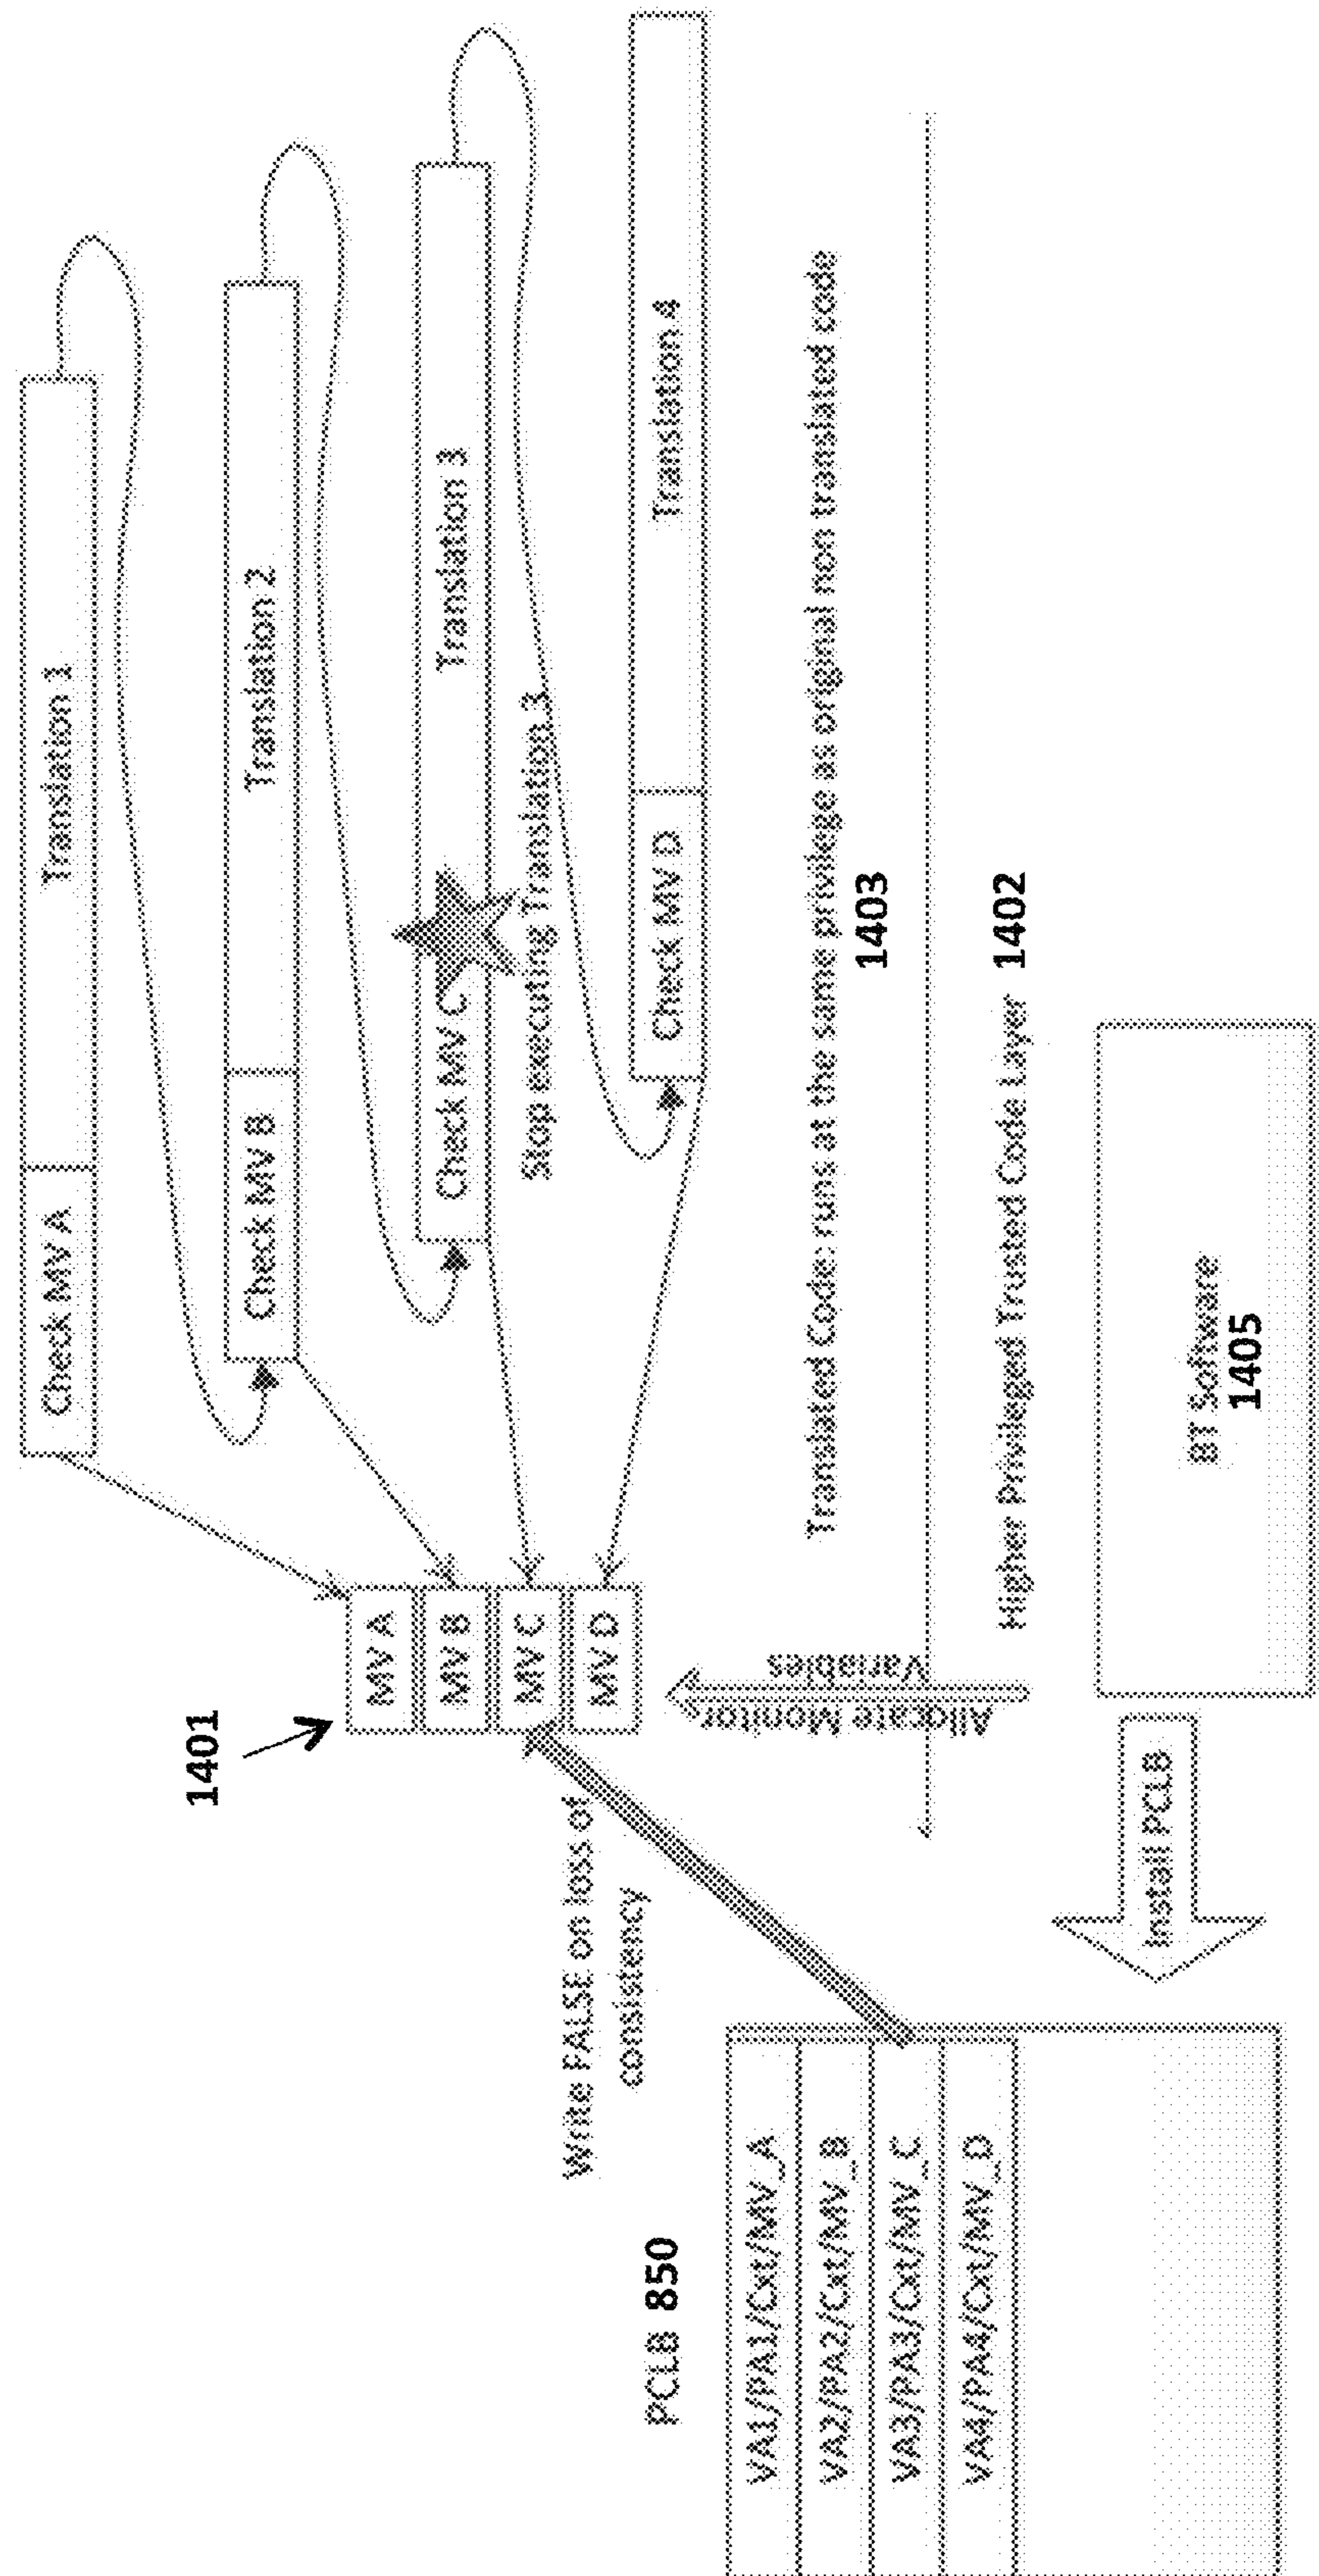 Check MV A
Translation 1
Check MV B
Translation 2
Check MV C
Translation 3
Stop executing Translation 3
Check MV D
Translation 4
1401
MV A
MV B
MV C
MV D
Write FALSE on loss of
consistency
Allocate Monitor
Variables
Translated Code: runs at the same privilege as original non translated code
1403
Higher Privileged Trusted Code Layer 1402
PCLB 850
VA1/PA1/Cxt/MV_A
VA2/PA2/Cxt/MV_B
VA3/PA3/Cxt/MV_C
VA4/PA4/Cxt/MV_D
Install PCLB
BT Software
1405